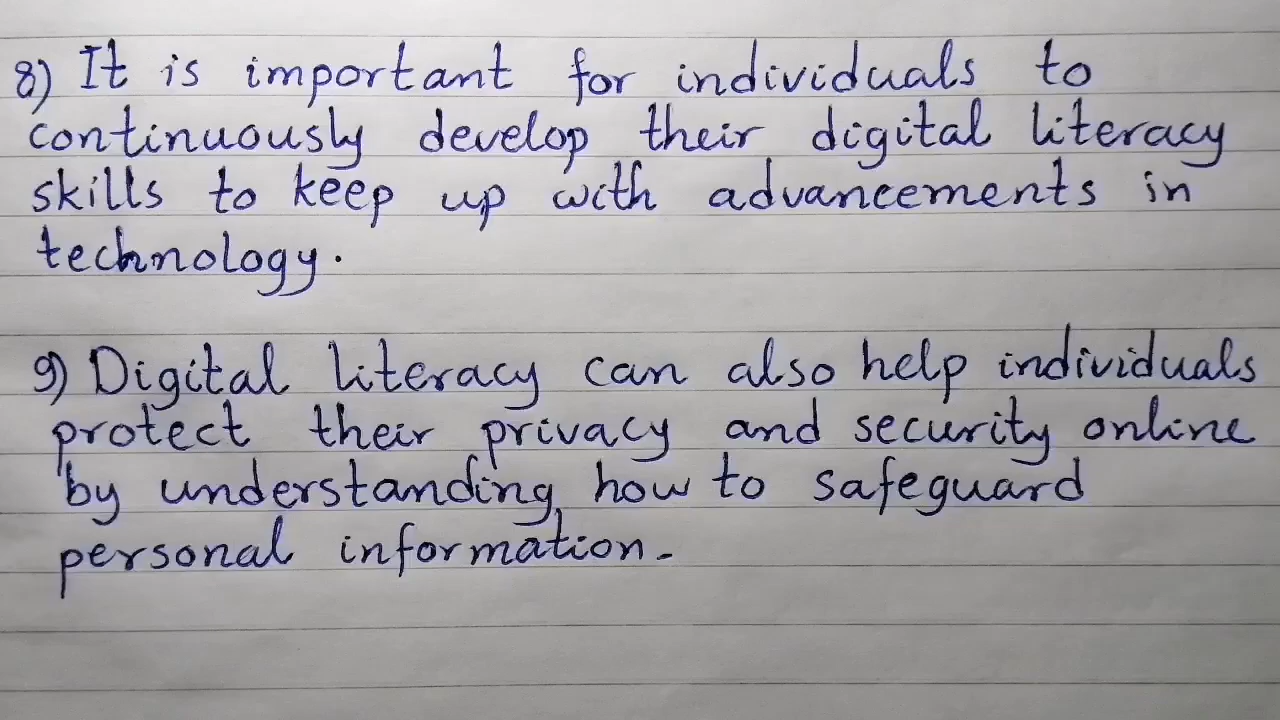 8) It is important for individuals to
continuously develop their digital literacy
skills to keep up with advancements in
technology.
9) Digital literacy can also help individuals
protect their privacy and security online
by understanding how to safeguard
personal information.